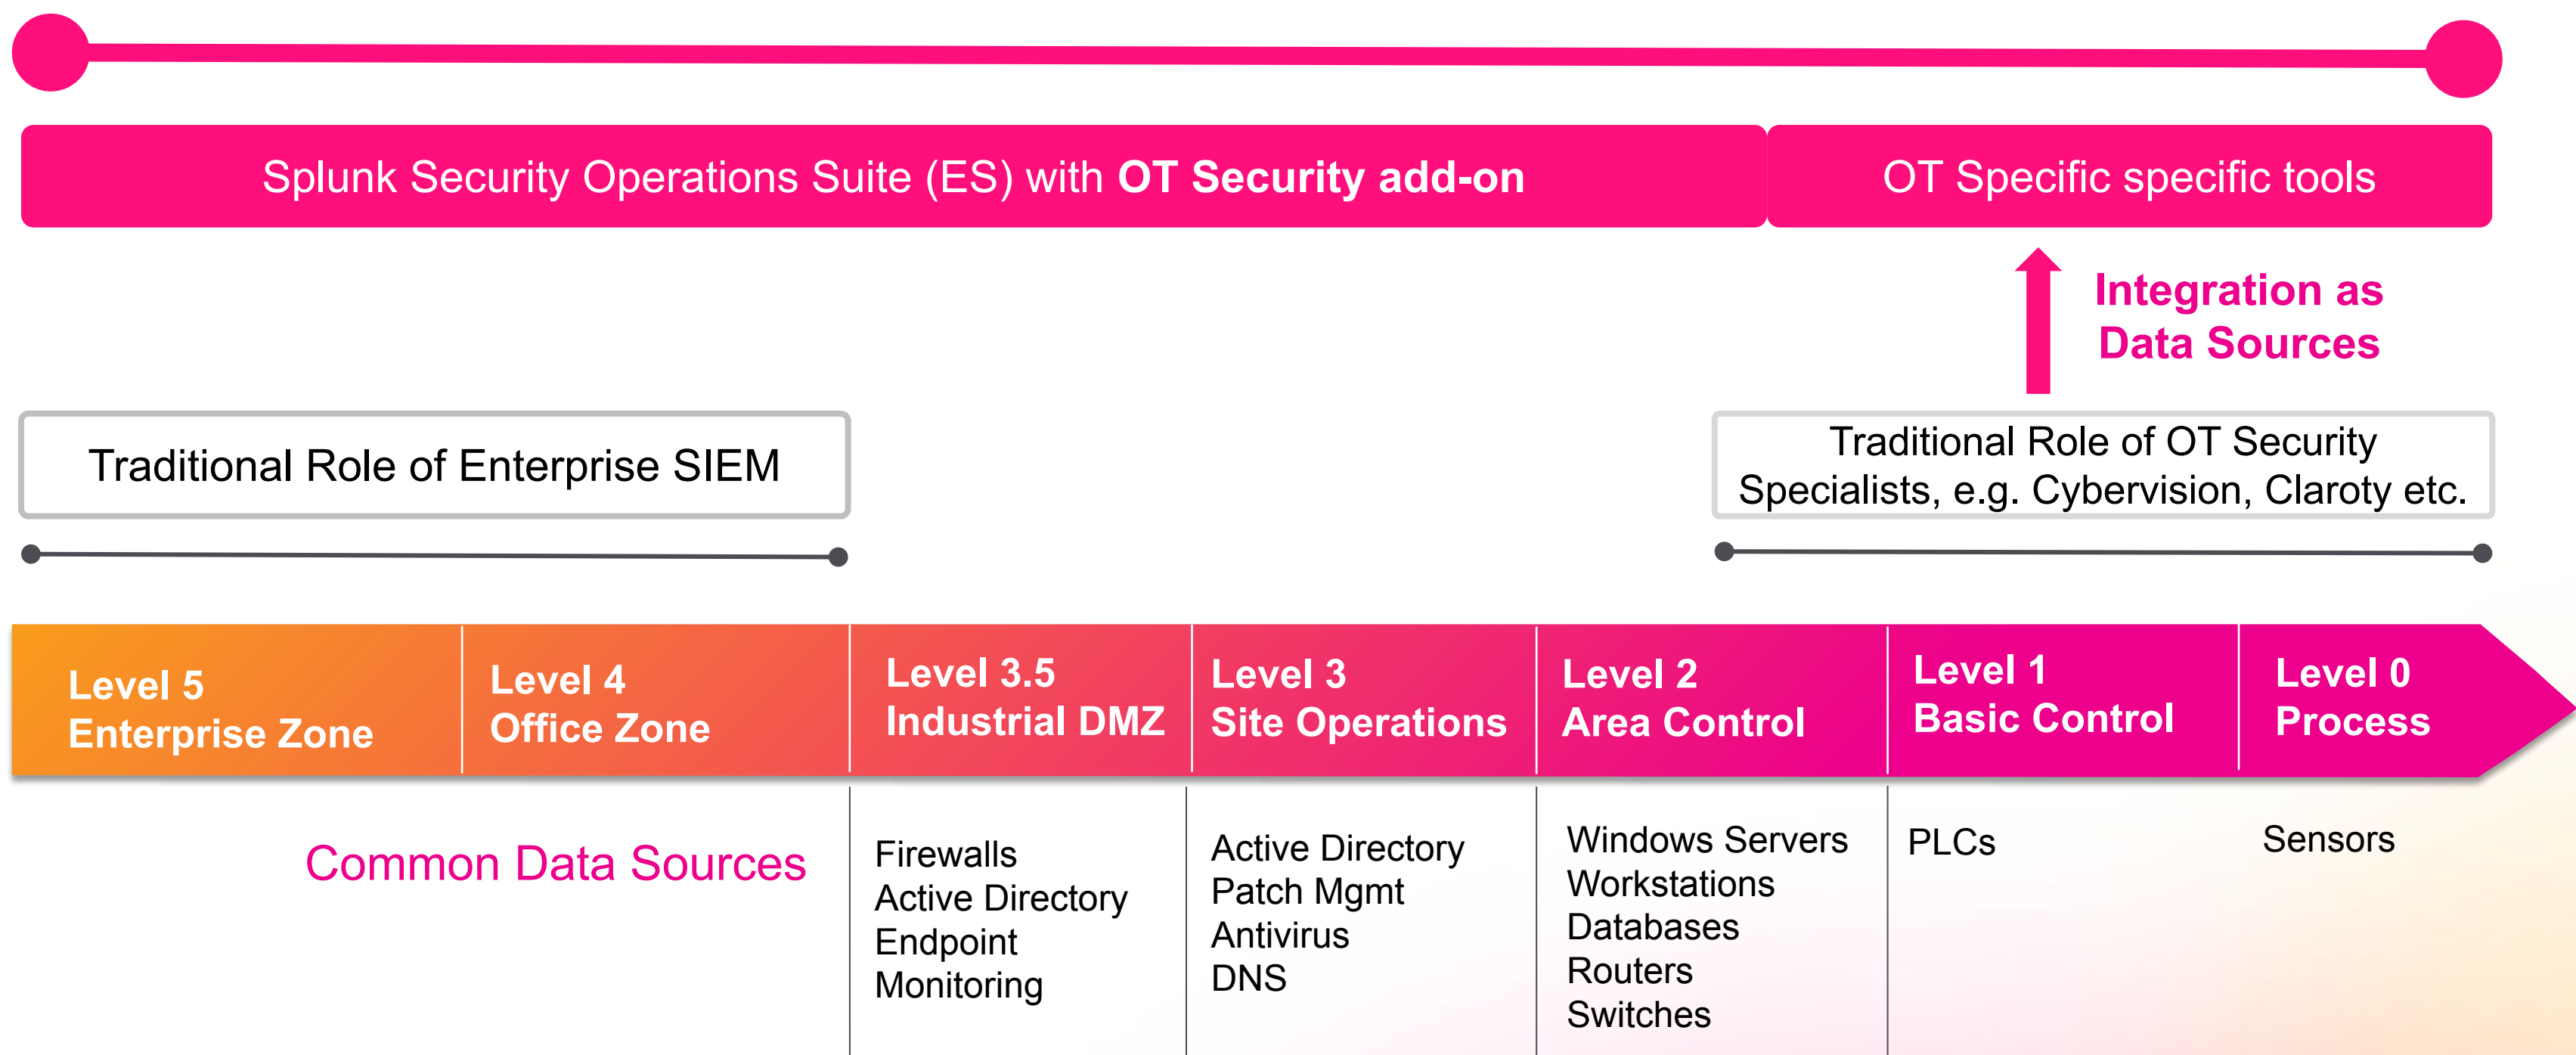 Splunk Security Operations Suite (ES) with OT Security add-on
OT Specific specific tools
Integration as
Data Sources
Traditional Role of Enterprise SIEM
Traditional Role of OT Security
Specialists, e.g. Cybervision, Claroty etc.
Level 5
Enterprise Zone
Level 4
Office Zone
Level 3.5
Industrial DMZ
Level 3
Site Operations
Level 2
Area Control
Level 1
Basic Control
Level 0
Process
Common Data Sources
Firewalls
Active Directory
Endpoint
Monitoring
Active Directory
Patch Mgmt
Antivirus
DNS
Windows Servers
Workstations
Databases
Routers
Switches
PLCs
Sensors